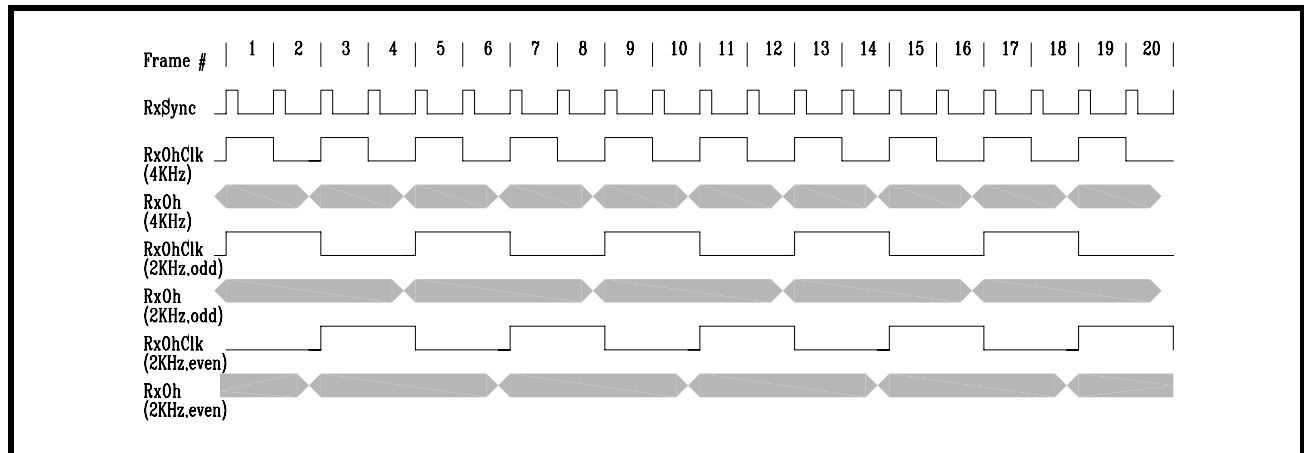 Frame # 1 2 3 4 5 6 7 8 9 10 11 12 13 14 15 16 17 18 19 20
RxSync
RxOhClk
(4KHz)
RxOh
(4KHz)
RxOhClk
(2KHz,odd)
RxOh
(2KHz,odd)
RxOhClk
(2KHz,even)
RxOh
(2KHz,even)